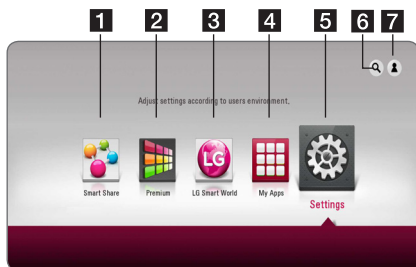 1 2 3 4 5 6 7
Adjust settings according to users environment.
LG
Smart Share Premium LG Smart World My Apps Settings